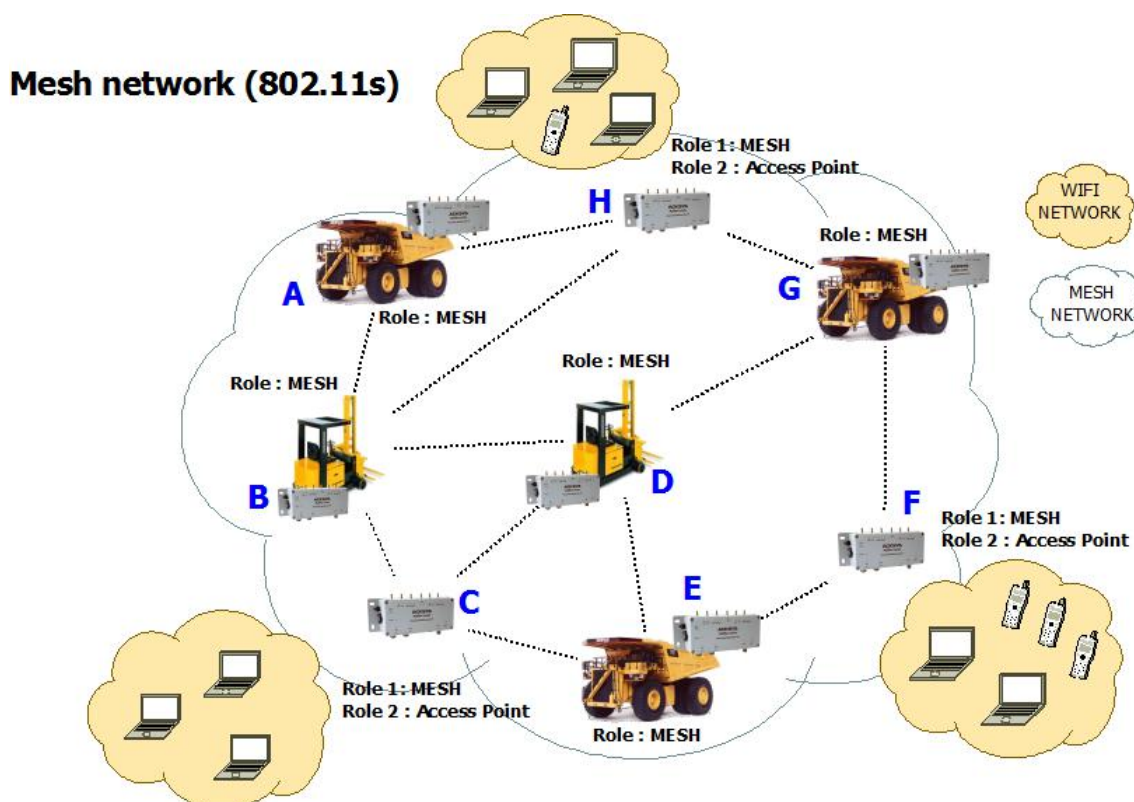 Mesh network (802.11s)
Role 1: MESH
Role 2 : Access Point
H
WIFI
NETWORK
Role : MESH
A
G
MESH
NETWORK
Role : MESH
Role : MESH
Role : MESH
B
D
F
Role 1: MESH
Role 2 : Access Point
C
E
Role 1: MESH
Role 2 : Access Point
Role : MESH